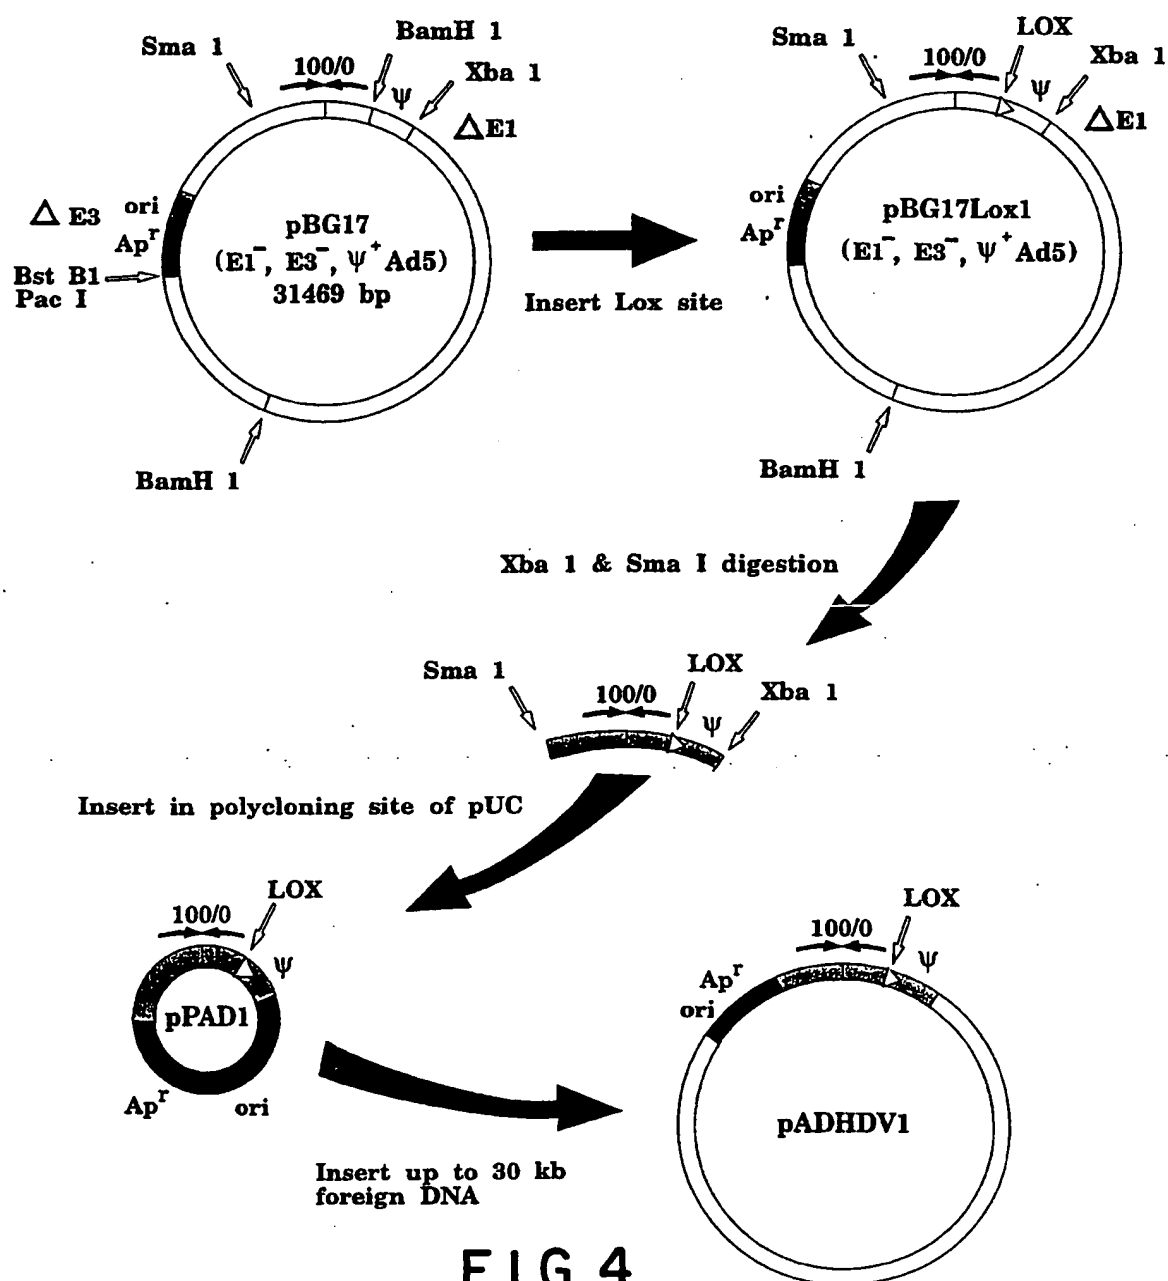 Sma 1
BamH 1
100/0
Xba 1
Ψ
△E1
△ E3
ori
Apʳ
Bst B1
Pac I
pBG17
(E1⁻, E3⁻, Ψ⁺ Ad5)
31469 bp
BamH 1
Insert Lox site
Sma 1
LOX
100/0
Xba 1
Ψ
△E1
ori
Apʳ
pBG17Lox1
(E1⁻, E3⁻, Ψ⁺ Ad5)
BamH 1
Xba 1 & Sma I digestion
Sma 1
LOX
100/0
Xba 1
Ψ
Insert in polycloning site of pUC
LOX
100/0
Ψ
pPAD1
Apʳ
ori
Insert up to 30 kb
foreign DNA
LOX
100/0
Ψ
Apʳ
ori
pADHDV1
FIG 4